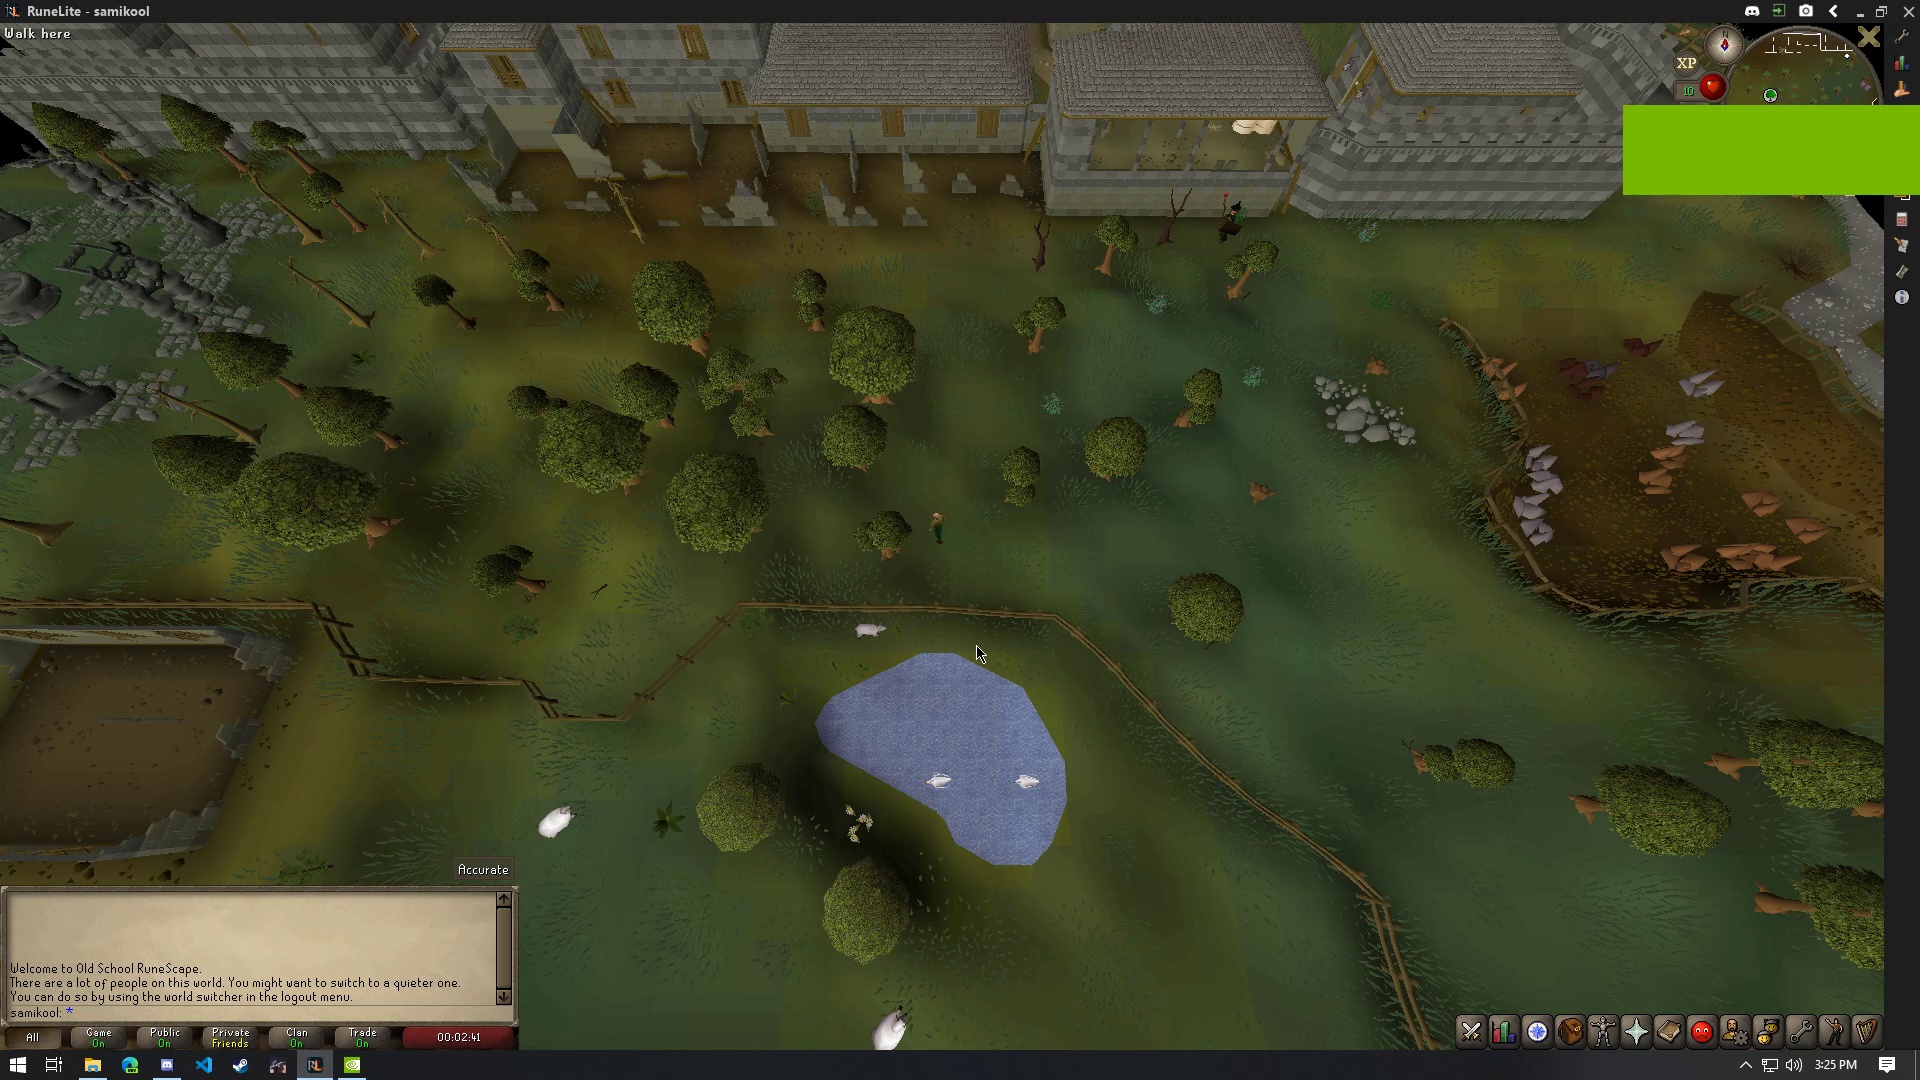 RuneLite - samikool
Walk here
N
XP
10
Accurate
Welcome to Old School RuneScape.
There are a lot of people on this world. You might want to switch to a quieter one.
You can do so by using the world switcher in the logout menu.
samikool: *
All
Game
On
Public
On
Private
Friends
Clan
On
Trade
On
00:02:41
3:25 PM